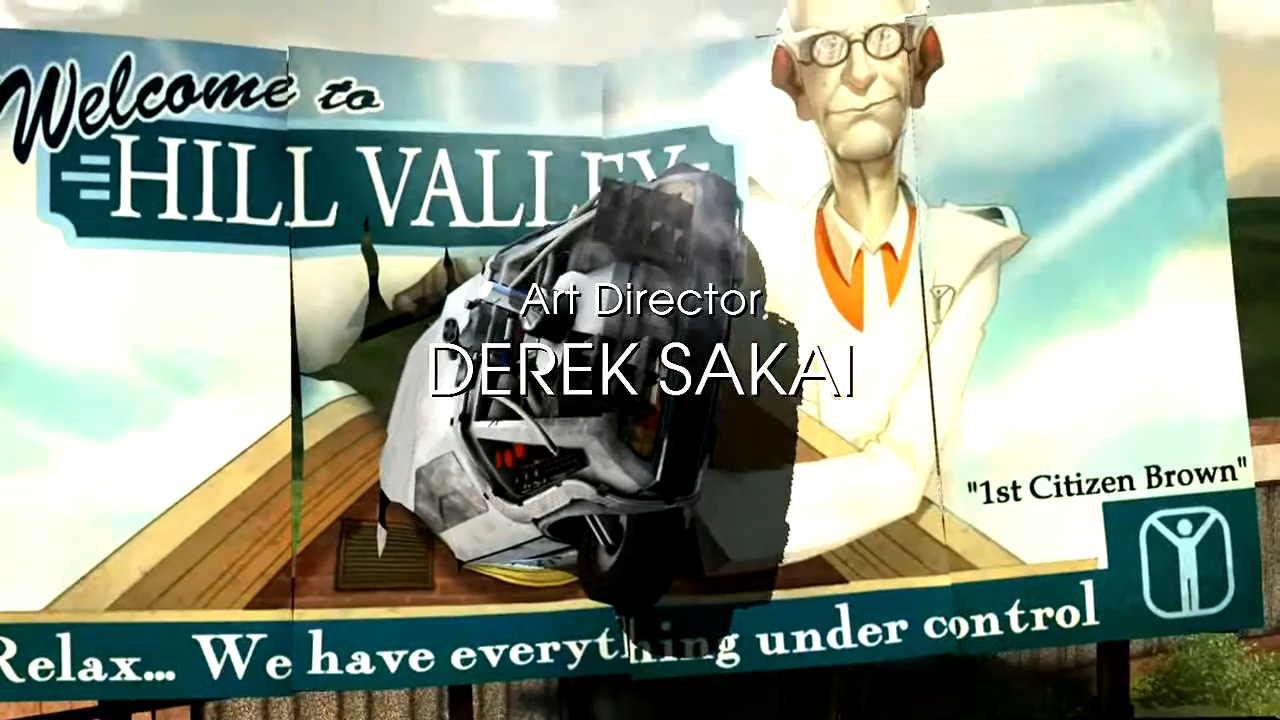 Welcome to
HILL VALLEY
Art Director
DEREK SAKAI
"1st Citizen Brown"
Relax... We have everything under control